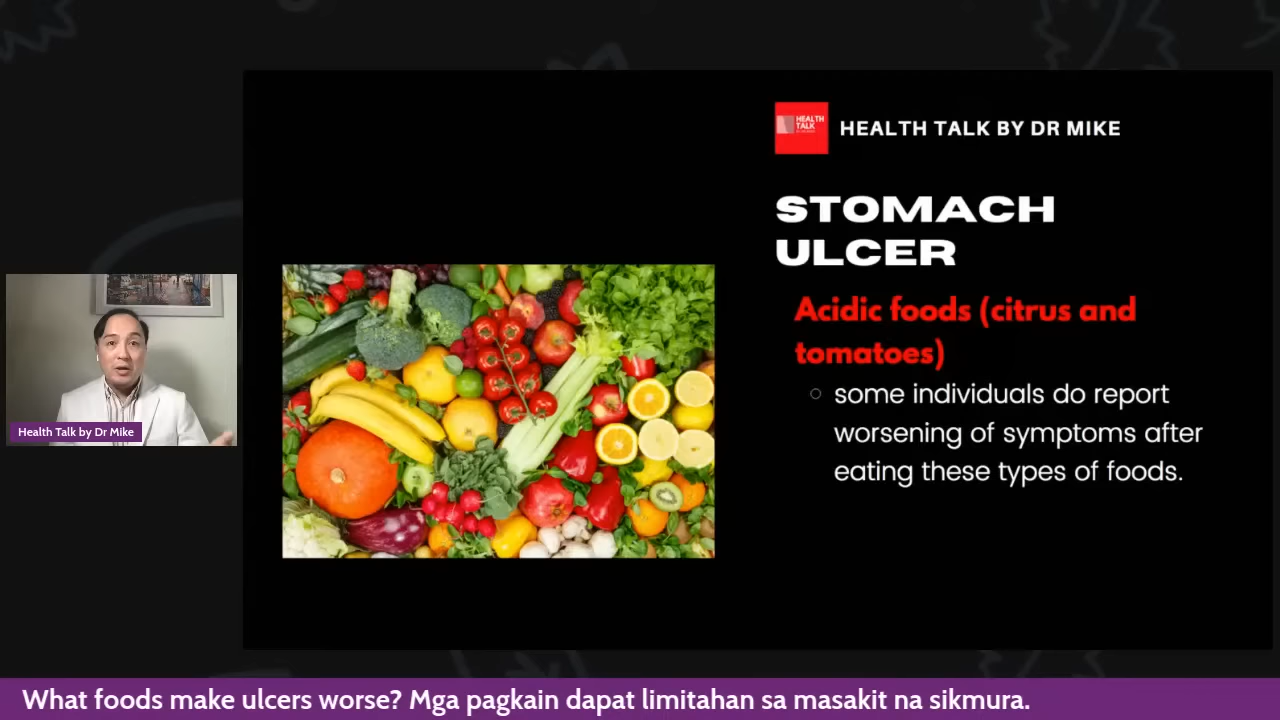 HEALTH
TALK
HEALTH TALK BY DR MIKE
STOMACH
ULCER
Acidic foods (citrus and
tomatoes)
some individuals do report
worsening of symptoms after
eating these types of foods.
Health Talk by Dr Mike
What foods make ulcers worse? Mga pagkain dapat limitahan sa masakit na sikmura.